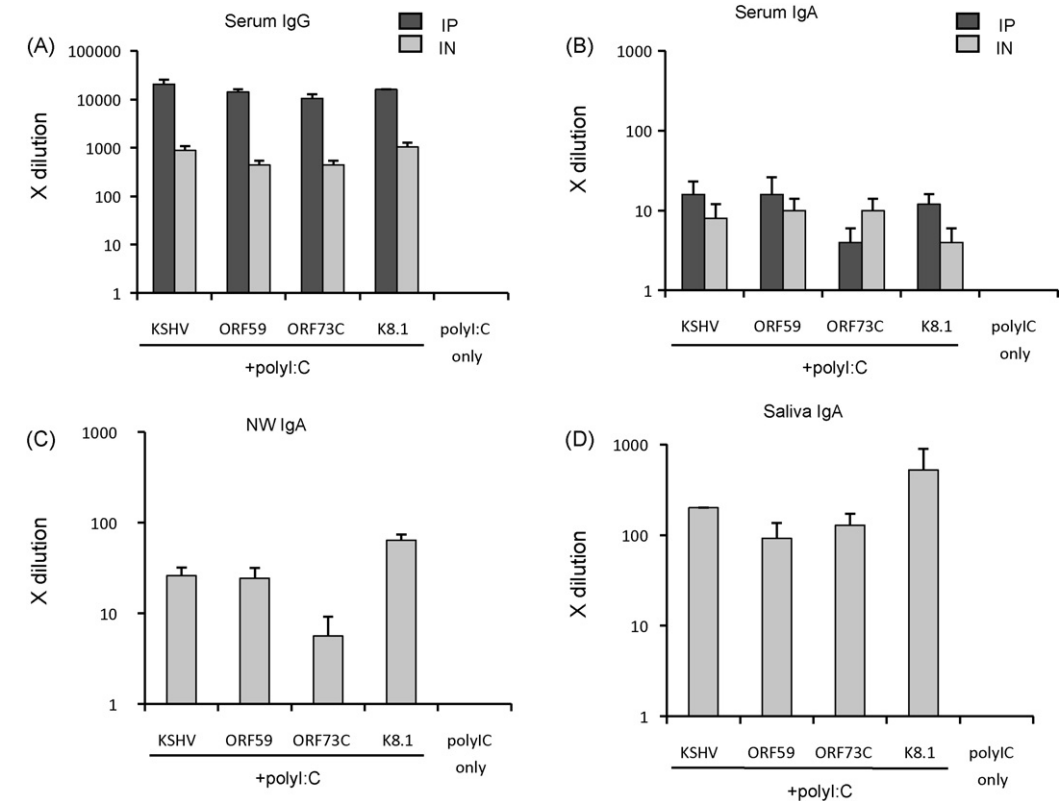 (A)
Serum IgG
IP
IN
X dilution
100000
10000
1000
100
10
1
KSHV ORF59 ORF73C K8.1 polyI:C
only
+polyI:C
(B)
Serum IgA
IP
IN
X dilution
1000
100
10
1
KSHV ORF59 ORF73C K8.1 polyIC
only
+polyI:C
(C)
NW IgA
X dilution
1000
100
10
1
KSHV ORF59 ORF73C K8.1 polyIC
only
+polyI:C
(D)
Saliva IgA
X dilution
1000
100
10
1
KSHV ORF59 ORF73C K8.1 polyIC
only
+polyI:C